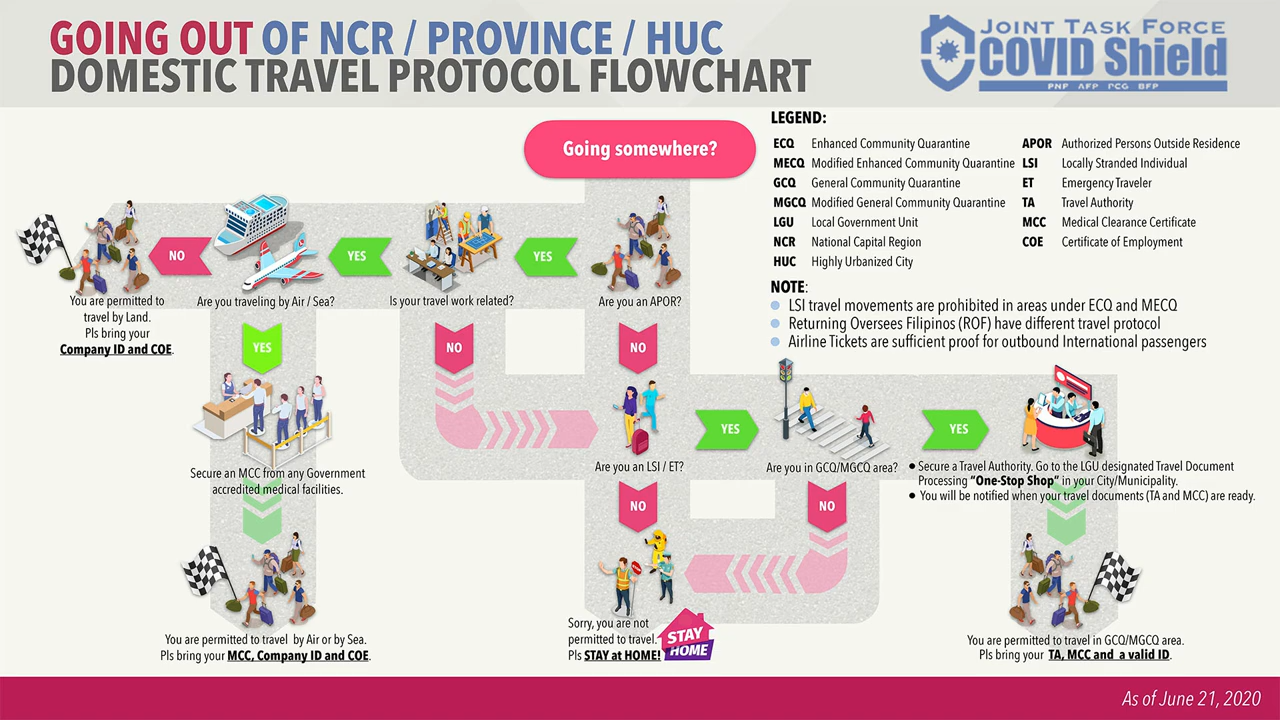 GOING OUT OF NCR / PROVINCE / HUC
DOMESTIC TRAVEL PROTOCOL FLOWCHART
JOINT TASK FORCE
COVID Shield
PNP AFP PCG BFP
Going somewhere?
LEGEND:
ECQ Enhanced Community Quarantine
MECQ Modified Enhanced Community Quarantine
GCQ General Community Quarantine
MGCQ Modified General Community Quarantine
LGU Local Government Unit
NCR National Capital Region
HUC Highly Urbanized City
APOR Authorized Persons Outside Residence
LSI Locally Stranded Individual
ET Emergency Traveler
TA Travel Authority
MCC Medical Clearance Certificate
COE Certificate of Employment
NOTE:
LSI travel movements are prohibited in areas under ECQ and MECQ
Returning Oversees Filipinos (ROF) have different travel protocol
Airline Tickets are sufficient proof for outbound International passengers
Are you an APOR?
YES
Is your travel work related?
YES
Are you traveling by Air / Sea?
NO
You are permitted to
travel by Land.
Pls bring your
Company ID and COE.
YES
NO
NO
Secure an MCC from any Government
accredited medical facilities.
Are you an LSI / ET?
YES
Are you in GCQ/MGCQ area?
YES
● Secure a Travel Authority. Go to the LGU designated Travel Document
Processing “One-Stop Shop” in your City/Municipality.
● You will be notified when your travel documents (TA and MCC) are ready.
NO
NO
You are permitted to travel by Air or by Sea.
Pls bring your MCC, Company ID and COE.
STOP
Sorry, you are not
permitted to travel.
Pls STAY at HOME!
STAY
HOME
You are permitted to travel in GCQ/MGCQ area.
Pls bring your TA, MCC and a valid ID.
As of June 21, 2020